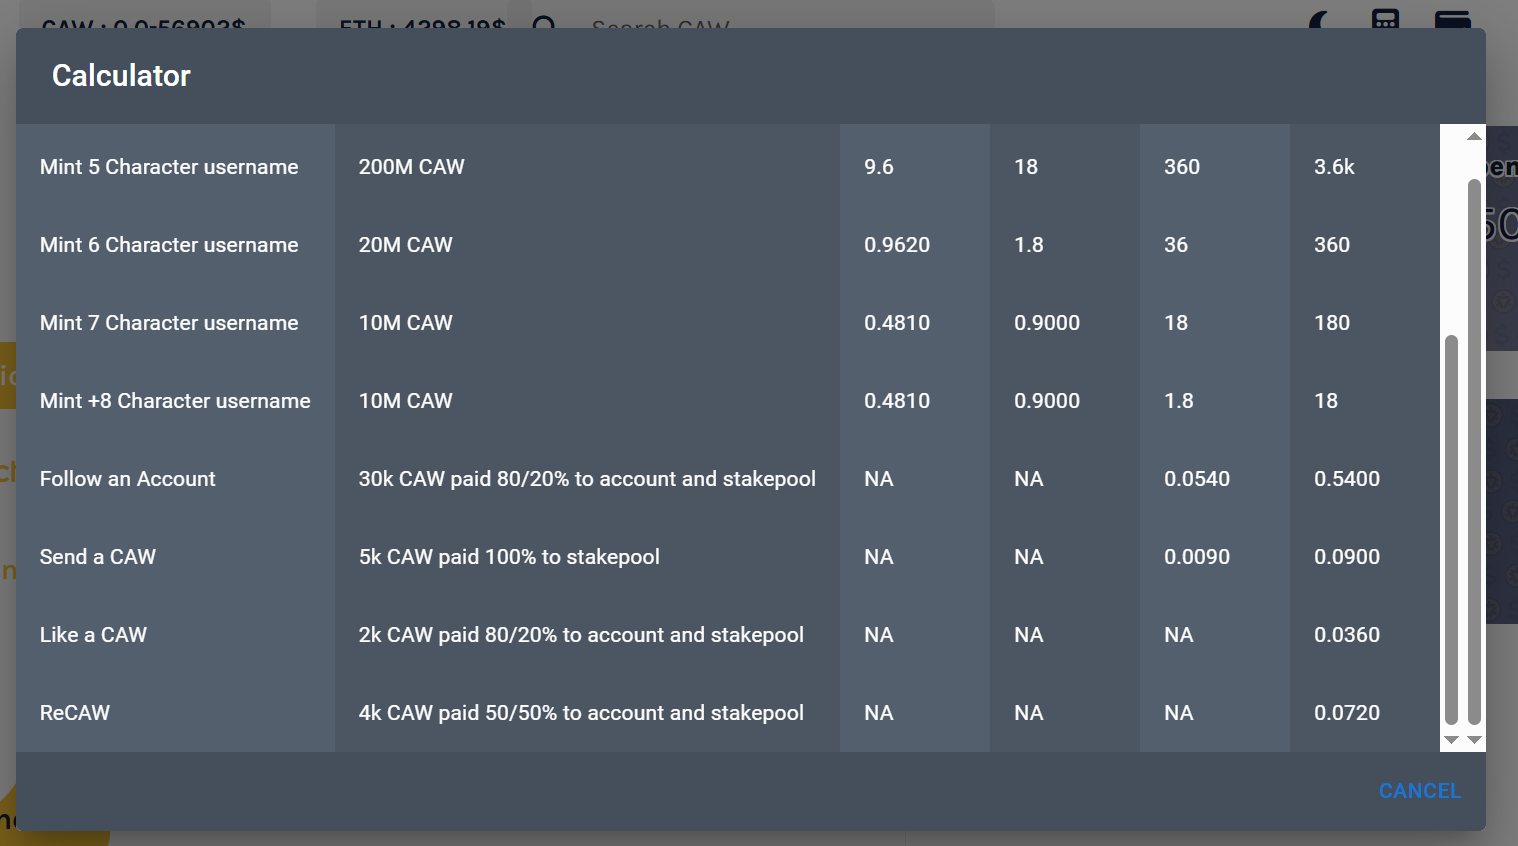 CAW : 0.0-56903$ ETH : 4398.19$ Search CAW
Calculator
Mint 5 Character username 200M CAW 9.6 18 360 3.6k
Mint 6 Character username 20M CAW 0.9620 1.8 36 360
Mint 7 Character username 10M CAW 0.4810 0.9000 18 180
Mint +8 Character username 10M CAW 0.4810 0.9000 1.8 18
Follow an Account 30k CAW paid 80/20% to account and stakepool NA NA 0.0540 0.5400
Send a CAW 5k CAW paid 100% to stakepool NA NA 0.0090 0.0900
Like a CAW 2k CAW paid 80/20% to account and stakepool NA NA NA 0.0360
ReCAW 4k CAW paid 50/50% to account and stakepool NA NA NA 0.0720
CANCEL